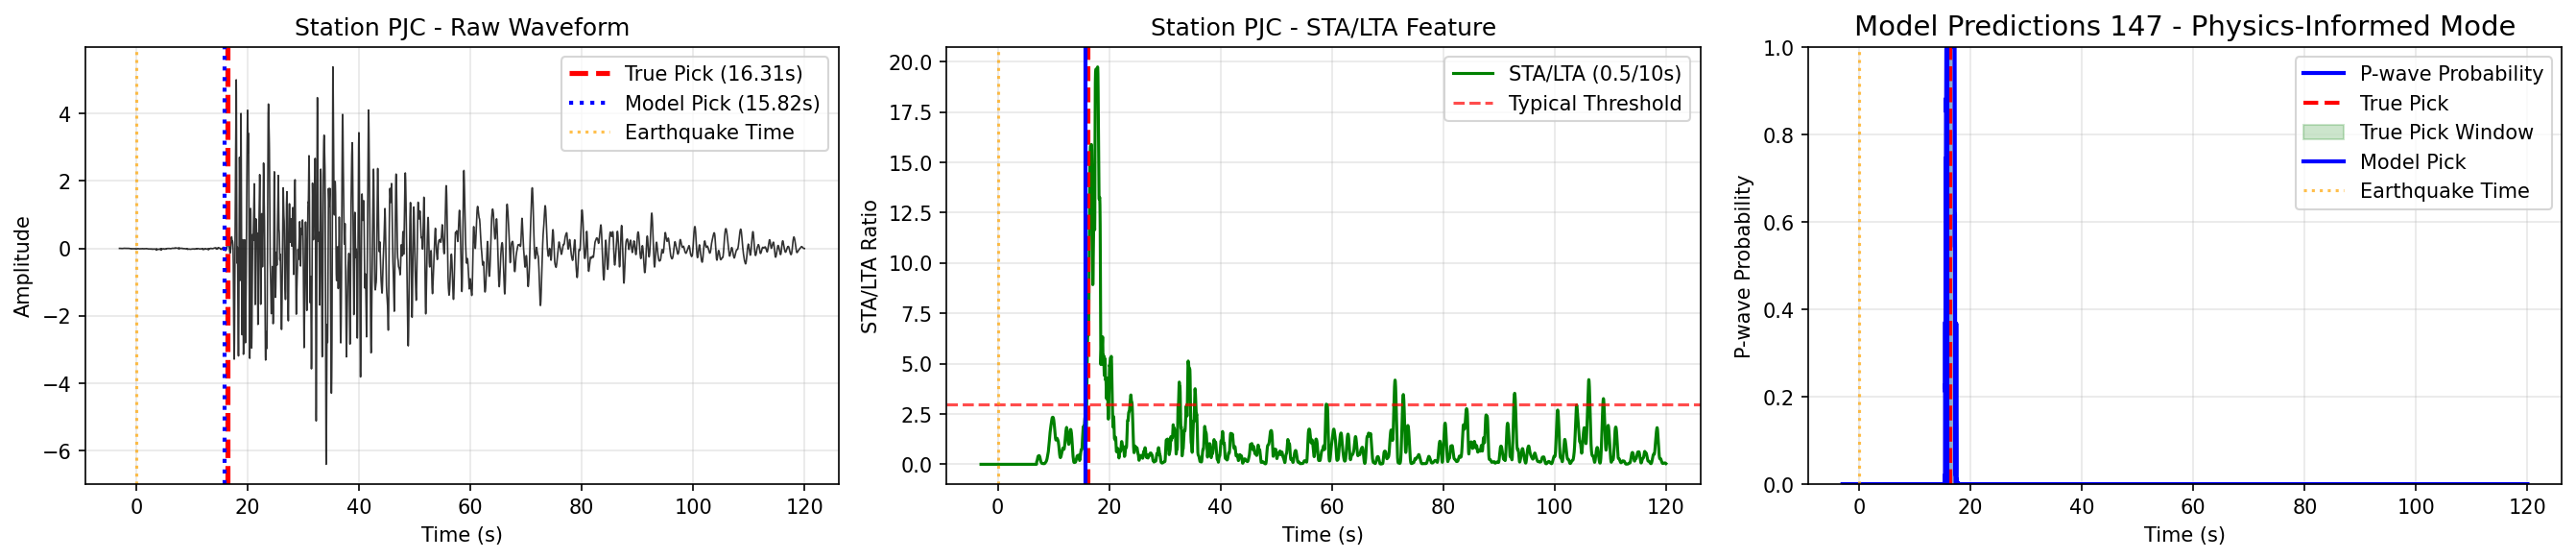 Station PJC - Raw Waveform
Amplitude
4
2
0
−2
−4
−6
True Pick (16.31s)
Model Pick (15.82s)
Earthquake Time
0 20 40 60 80 100 120
Time (s)
Station PJC - STA/LTA Feature
STA/LTA Ratio
20.0
17.5
15.0
12.5
10.0
7.5
5.0
2.5
0.0
STA/LTA (0.5/10s)
Typical Threshold
0 20 40 60 80 100 120
Time (s)
Model Predictions 147 - Physics-Informed Mode
P-wave Probability
1.0
0.8
0.6
0.4
0.2
0.0
P-wave Probability
True Pick
True Pick Window
Model Pick
Earthquake Time
0 20 40 60 80 100 120
Time (s)